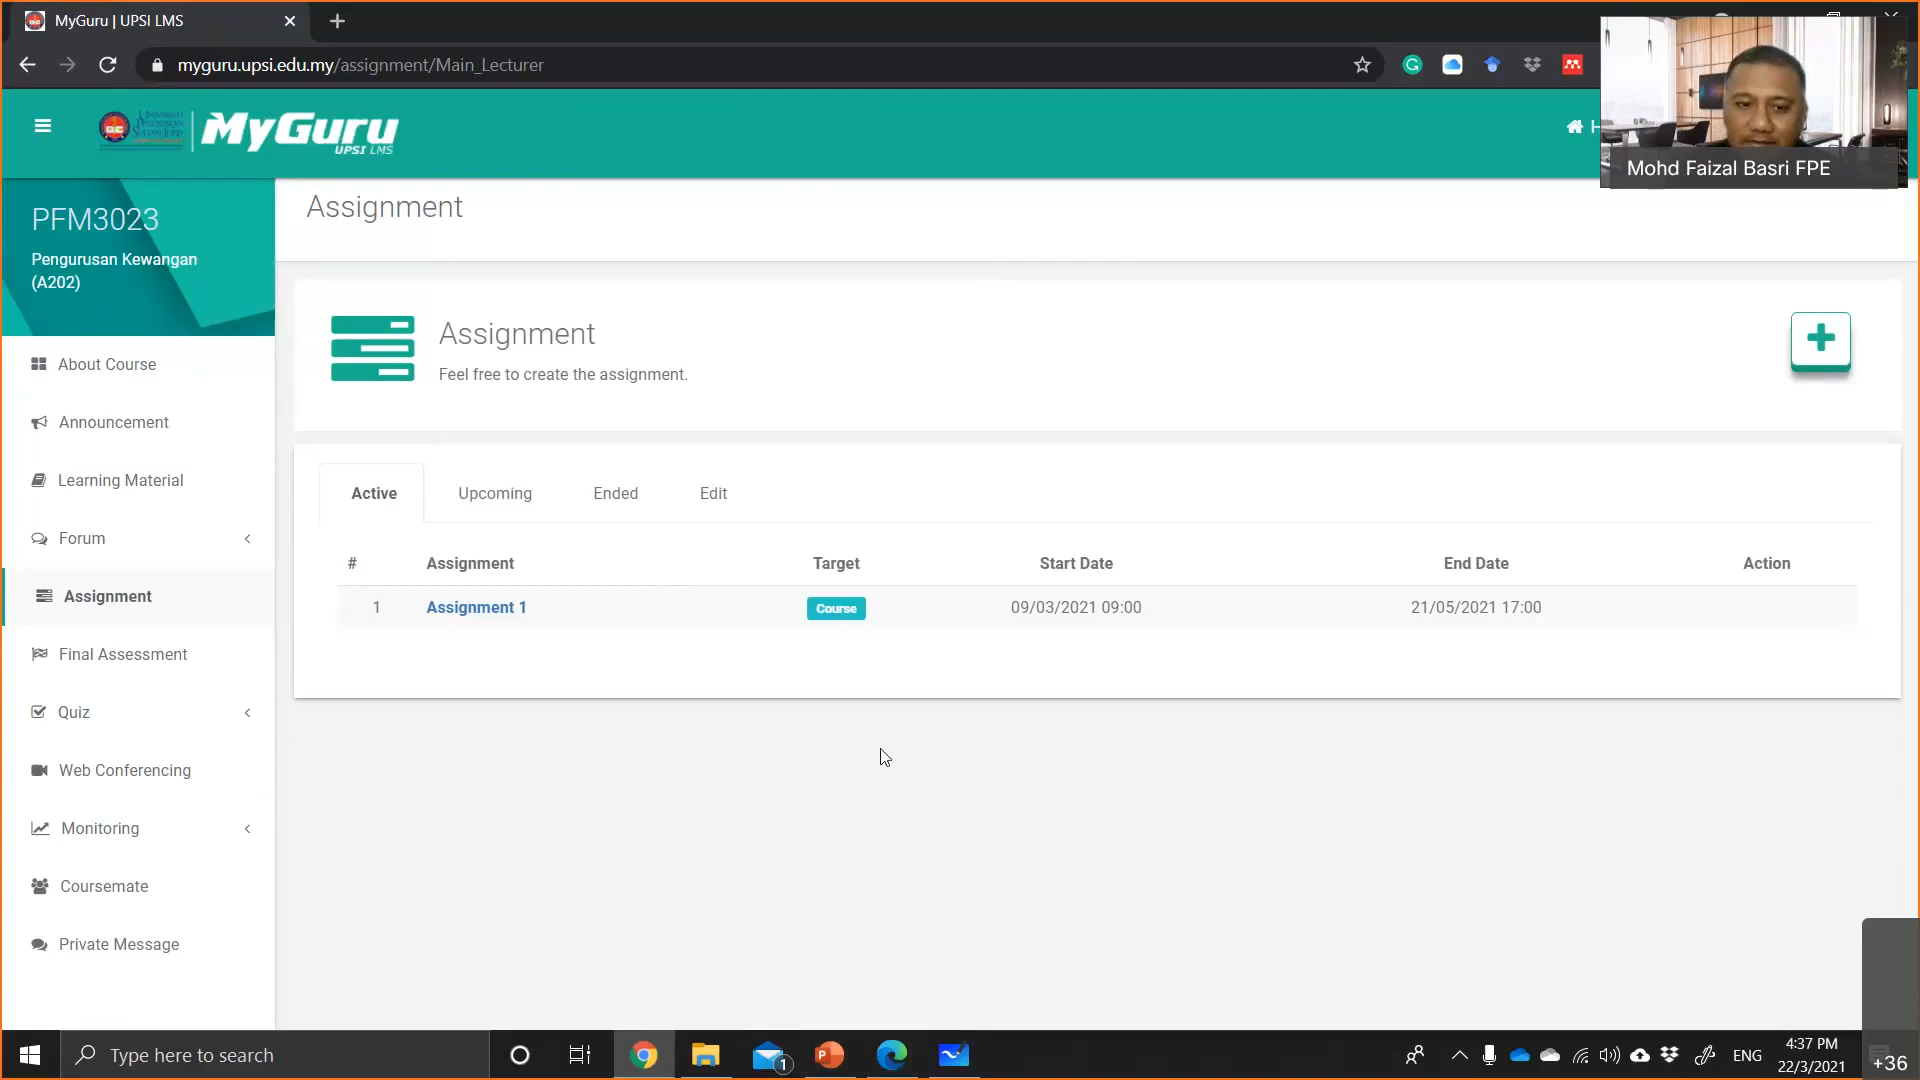 MyGuru | UPSI LMS
myguru.upsi.edu.my/assignment/Main_Lecturer
MyGuru
UPSI LMS
H
Mohd Faizal Basri FPE
PFM3023
Pengurusan Kewangan
(A202)
About Course
Announcement
Learning Material
Forum
Assignment
Final Assessment
Quiz
Web Conferencing
Monitoring
Coursemate
Private Message
Assignment
Assignment
Feel free to create the assignment.
Active Upcoming Ended Edit
# Assignment Target Start Date End Date Action
1 Assignment 1 Course 09/03/2021 09:00 21/05/2021 17:00
Type here to search
1
ENG
4:37 PM
22/3/2021
+36